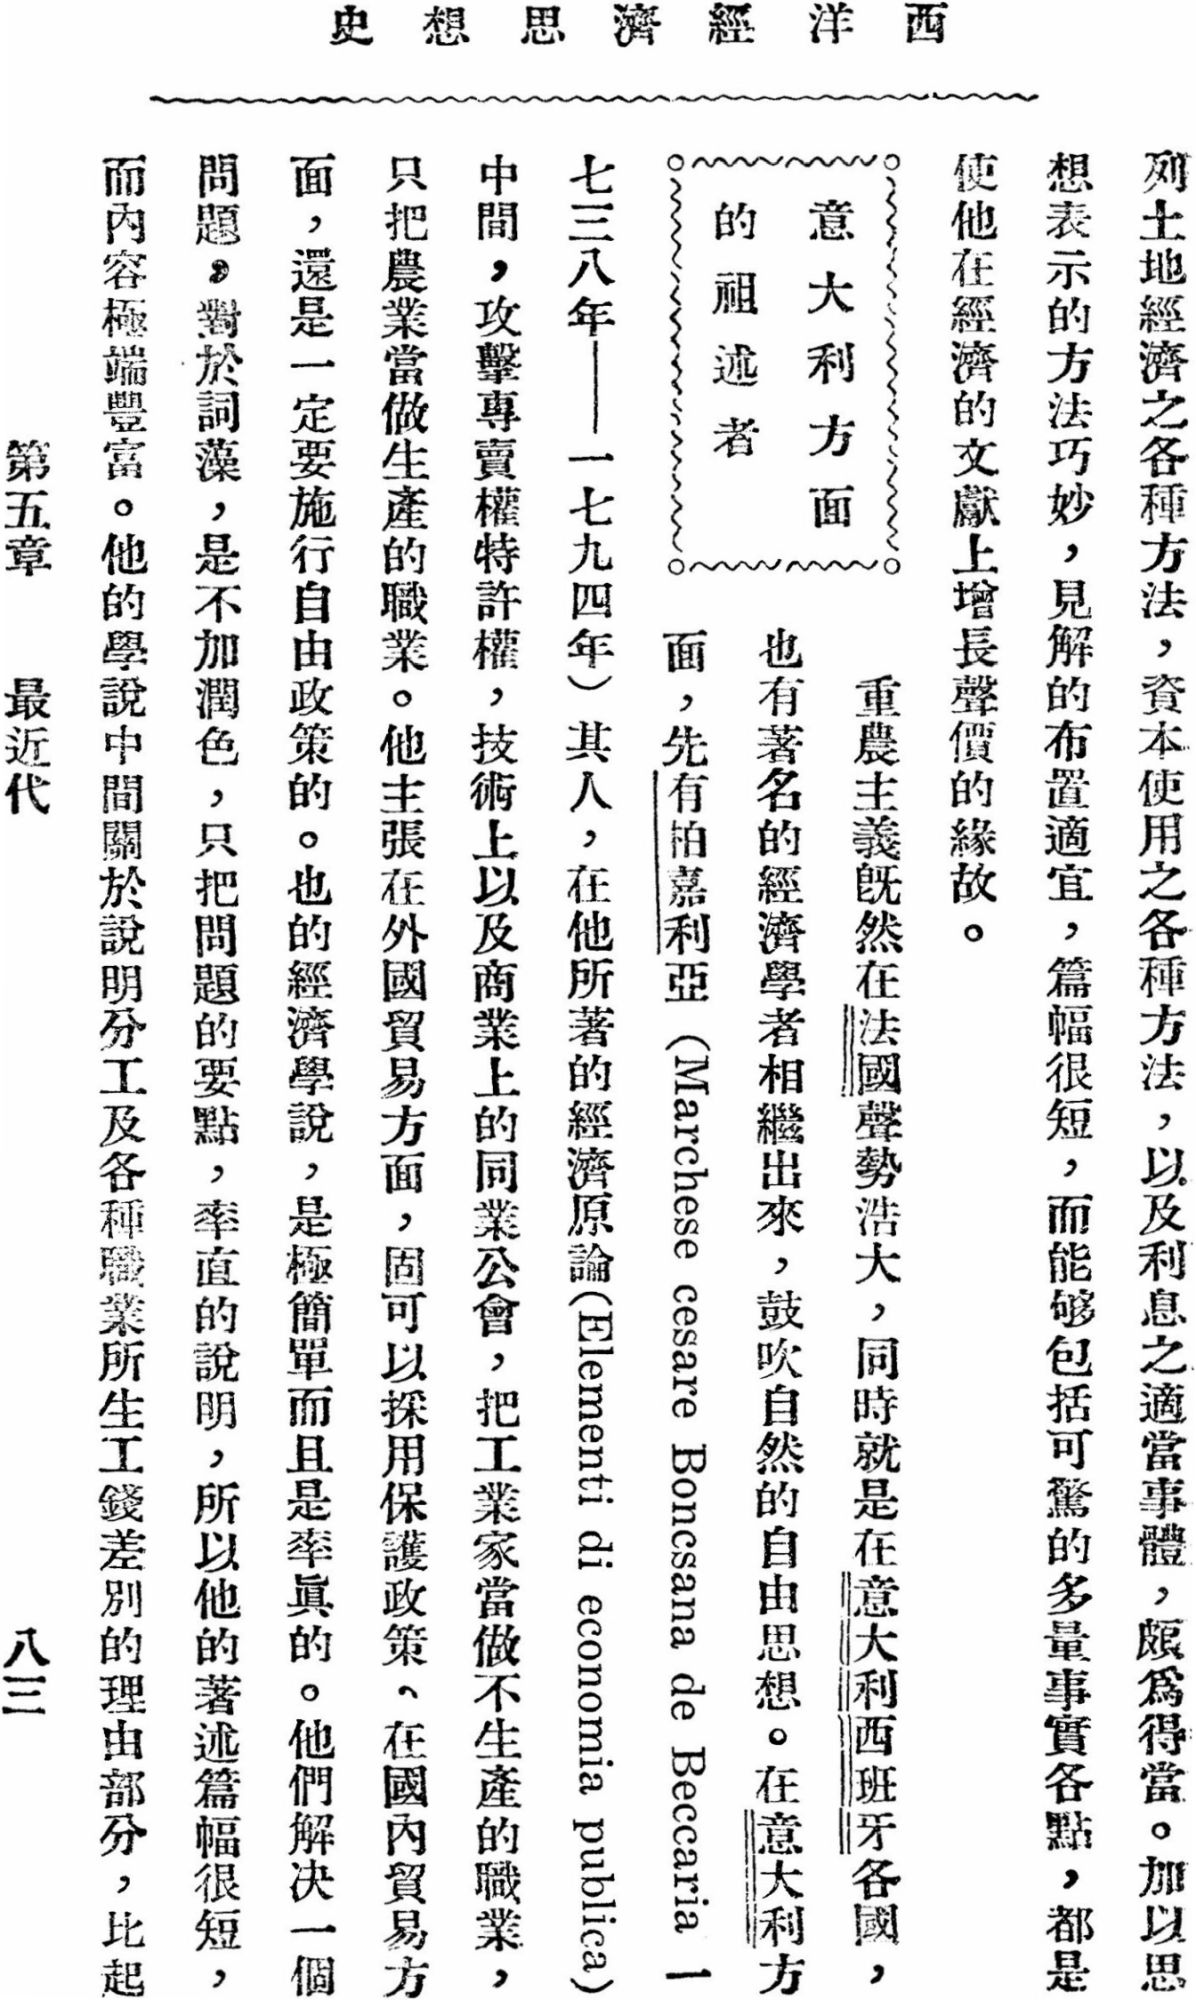 西洋經濟思想史
列土地經濟之各種方法，資本使用之各種方法，以及利息之適當事體，頗爲得當。加以思
想表示的方法巧妙，見解的布置適宜，篇幅很短，而能够包括可驚的多量事實各點，都是
使他在經濟的文獻上增長聲價的緣故。
意大利方面
的祖述者
重農主義既然在法國聲勢浩大，同時就是在意大利西班牙各國，
也有著名的經濟學者相繼出來，鼓吹自然的自由思想。在意大利方
面，先有柏嘉利亞（Marchese cesare Boncsana de Beccaria 一
七三八年——一七九四年）其人，在他所著的經濟原論(Elementi di economia publica)
中間，攻擊專賣權特許權，技術上以及商業上的同業公會，把工業家當做不生產的職業，
只把農業當做生產的職業。他主張在外國貿易方面，固可以採用保護政策、在國內貿易方
面，還是一定要施行自由政策的。也的經濟學說，是極簡單而且是率眞的。他們解决一個
問題，對於詞藻，是不加潤色，只把問題的要點，率直的說明，所以他的著述篇幅很短，
而內容極端豐富。他的學說中間關於說明分工及各種職業所生工錢差別的理由部分，比起
第五章　最近代　八三